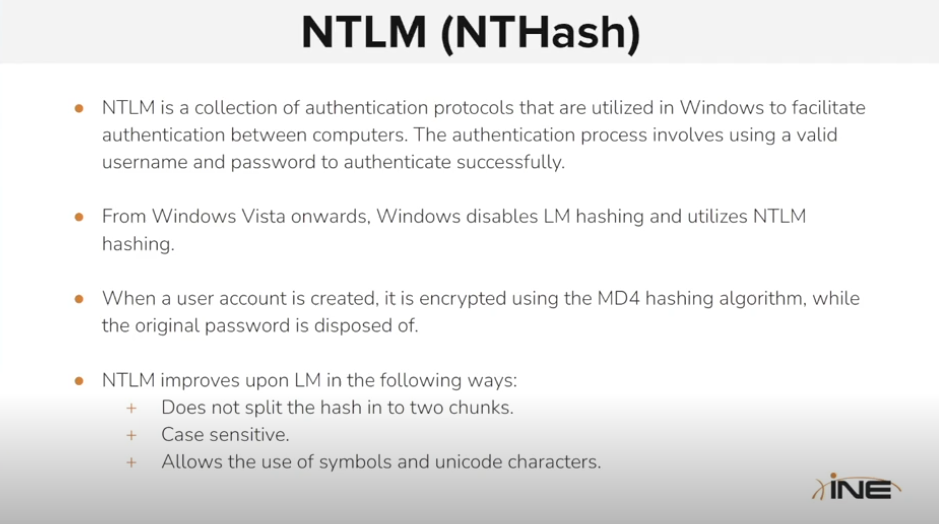 NTLM (NTHash)
• NTLM is a collection of authentication protocols that are utilized in Windows to facilitate
authentication between computers. The authentication process involves using a valid
username and password to authenticate successfully.
• From Windows Vista onwards, Windows disables LM hashing and utilizes NTLM
hashing.
• When a user account is created, it is encrypted using the MD4 hashing algorithm, while
the original password is disposed of.
• NTLM improves upon LM in the following ways:
+ Does not split the hash in to two chunks.
+ Case sensitive.
+ Allows the use of symbols and unicode characters.
iNE